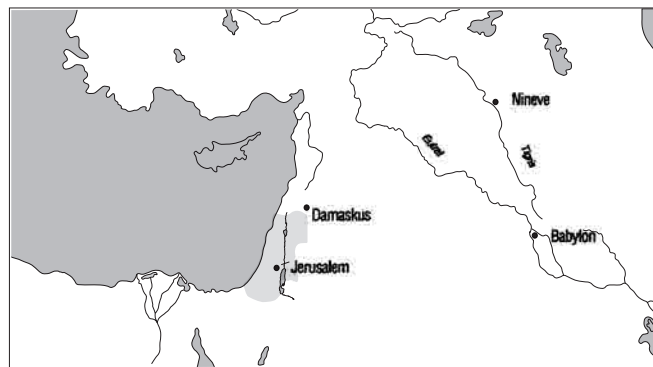 Nineve
Eufrat
Tigris
Damaskus
Babylon
Jerusalem